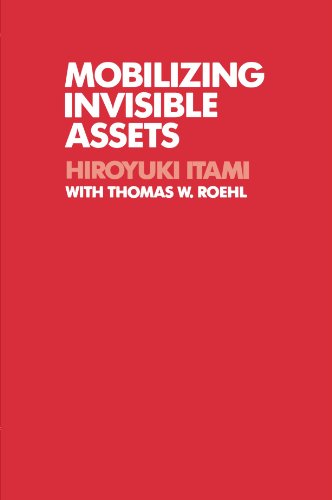 MOBILIZING
INVISIBLE
ASSETS
HIROYUKI ITAMI
WITH THOMAS W. ROEHL